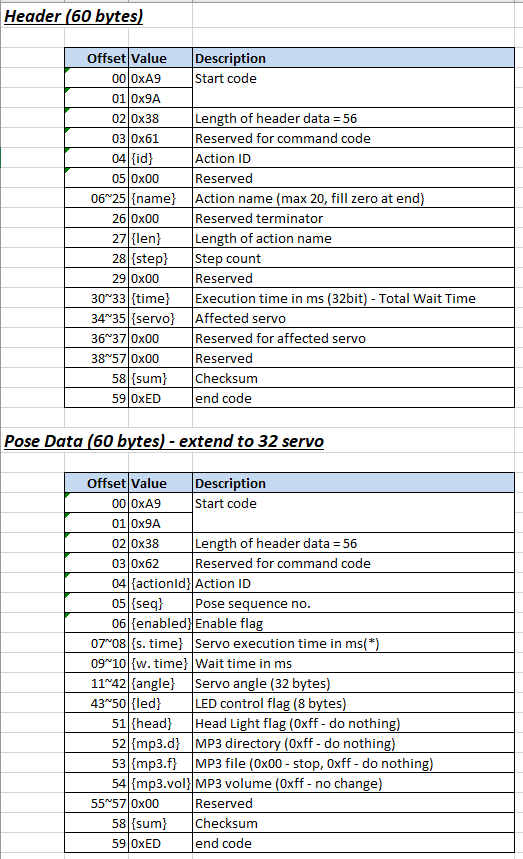 Header (60 bytes)
Offset Value Description
00 0xA9 Start code
01 0x9A
02 0x38 Length of header data = 56
03 0x61 Reserved for command code
04 {id} Action ID
05 0x00 Reserved
06~25 {name} Action name (max 20, fill zero at end)
26 0x00 Reserved terminator
27 {len} Length of action name
28 {step} Step count
29 0x00 Reserved
30~33 {time} Execution time in ms (32bit) - Total Wait Time
34~35 {servo} Affected servo
36~37 0x00 Reserved for affected servo
38~57 0x00 Reserved
58 {sum} Checksum
59 0xED end code
Pose Data (60 bytes) - extend to 32 servo
Offset Value Description
00 0xA9 Start code
01 0x9A
02 0x38 Length of header data = 56
03 0x62 Reserved for command code
04 {actionId} Action ID
05 {seq} Pose sequence no.
06 {enabled} Enable flag
07~08 {s. time} Servo execution time in ms(*)
09~10 {w. time} Wait time in ms
11~42 {angle} Servo angle (32 bytes)
43~50 {led} LED control flag (8 bytes)
51 {head} Head Light flag (0xff - do nothing)
52 {mp3.d} MP3 directory (0xff - do nothing)
53 {mp3.f} MP3 file (0x00 - stop, 0xff - do nothing)
54 {mp3.vol} MP3 volume (0xff - no change)
55~57 0x00 Reserved
58 {sum} Checksum
59 0xED end code